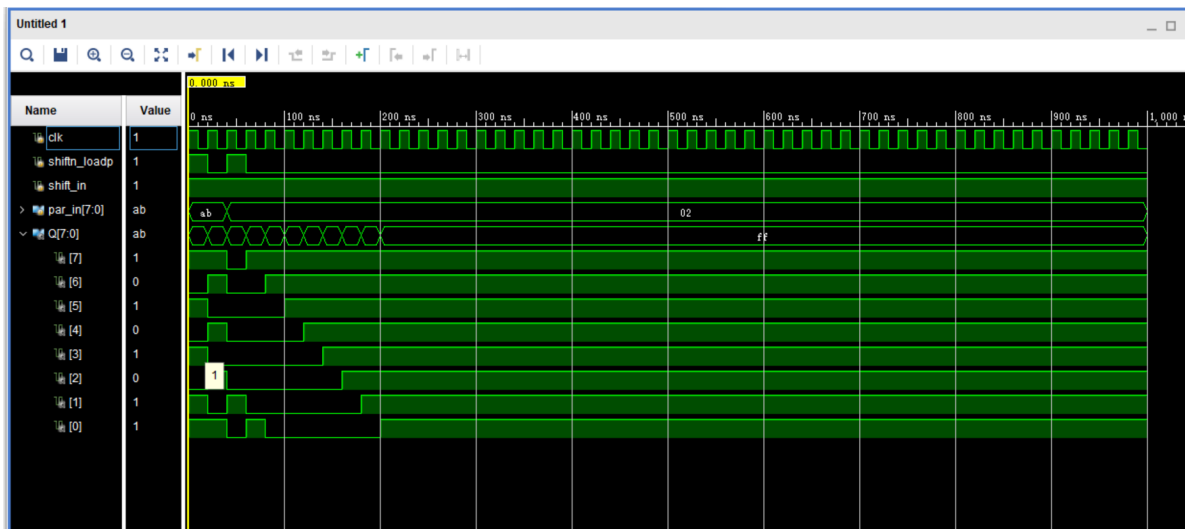 Untitled 1
0.000 ns
Name Value
0 ns 100 ns 200 ns 300 ns 400 ns 500 ns 600 ns 700 ns 800 ns 900 ns 1,000
clk 1
shiftn_loadp 1
shift_in 1
par_in[7:0] ab ab 02
Q[7:0] ab ff
[7] 1
[6] 0
[5] 1
[4] 0
[3] 1
[2] 0 1
[1] 1
[0] 1